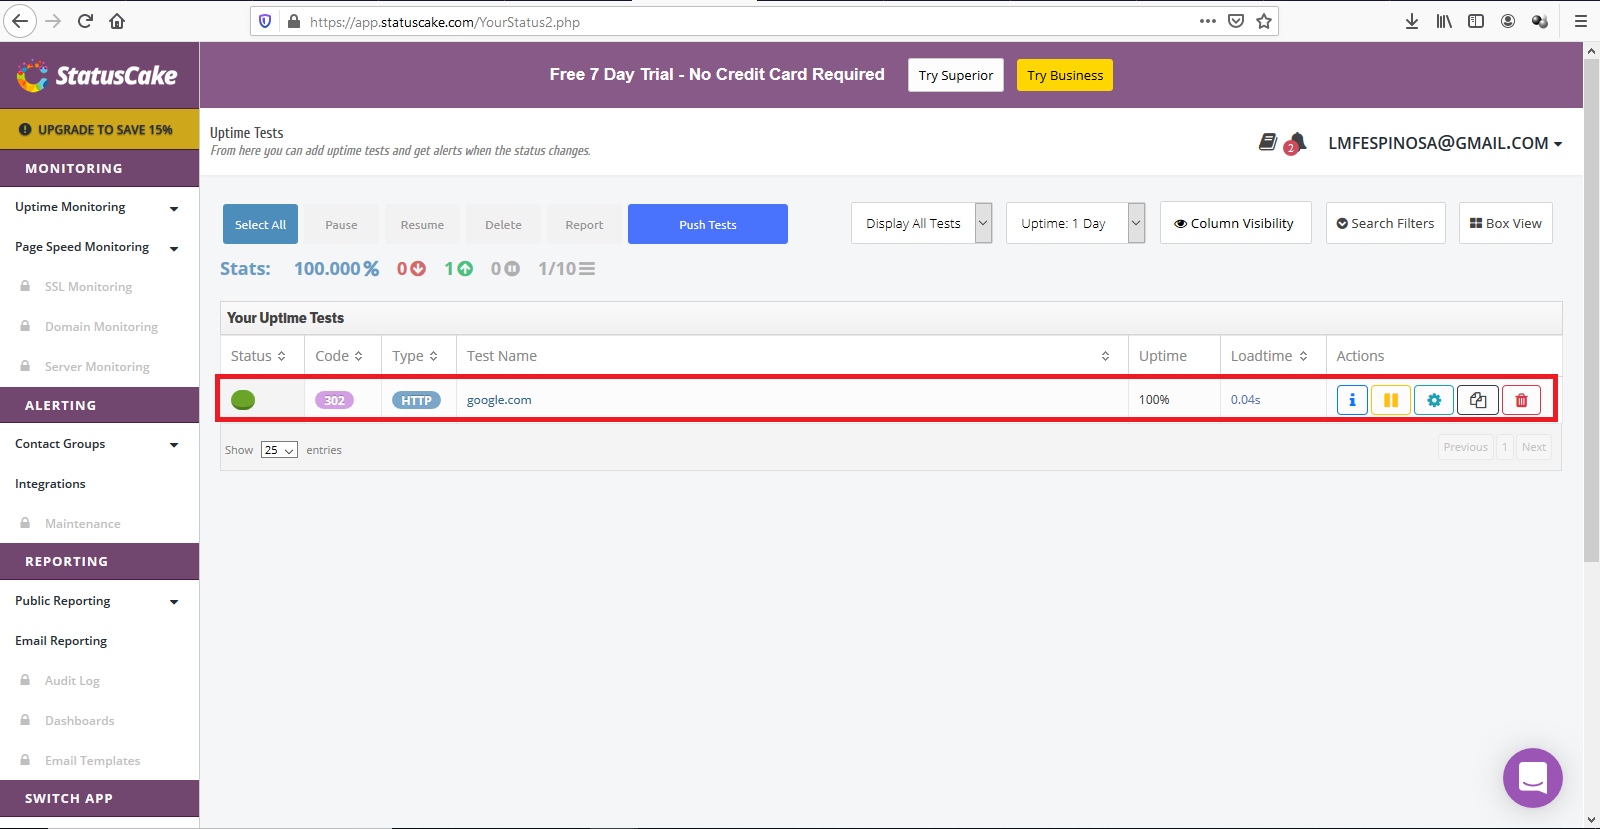 https://app.statuscake.com/YourStatus2.php
StatusCake
Free 7 Day Trial - No Credit Card Required
Try Superior
Try Business
UPGRADE TO SAVE 15%
Uptime Tests
From here you can add uptime tests and get alerts when the status changes.
2
LMFESPINOSA@GMAIL.COM
MONITORING
Uptime Monitoring
Page Speed Monitoring
SSL Monitoring
Domain Monitoring
Server Monitoring
ALERTING
Contact Groups
Integrations
Maintenance
REPORTING
Public Reporting
Email Reporting
Audit Log
Dashboards
Email Templates
SWITCH APP
Select All
Pause
Resume
Delete
Report
Push Tests
Display All Tests
Uptime: 1 Day
Column Visibility
Search Filters
Box View
Stats: 100.000% 0 1 0 1/10
Your Uptime Tests
Status Code Type Test Name Uptime Loadtime Actions
302 HTTP google.com 100% 0.04s
Show 25 entries
Previous 1 Next